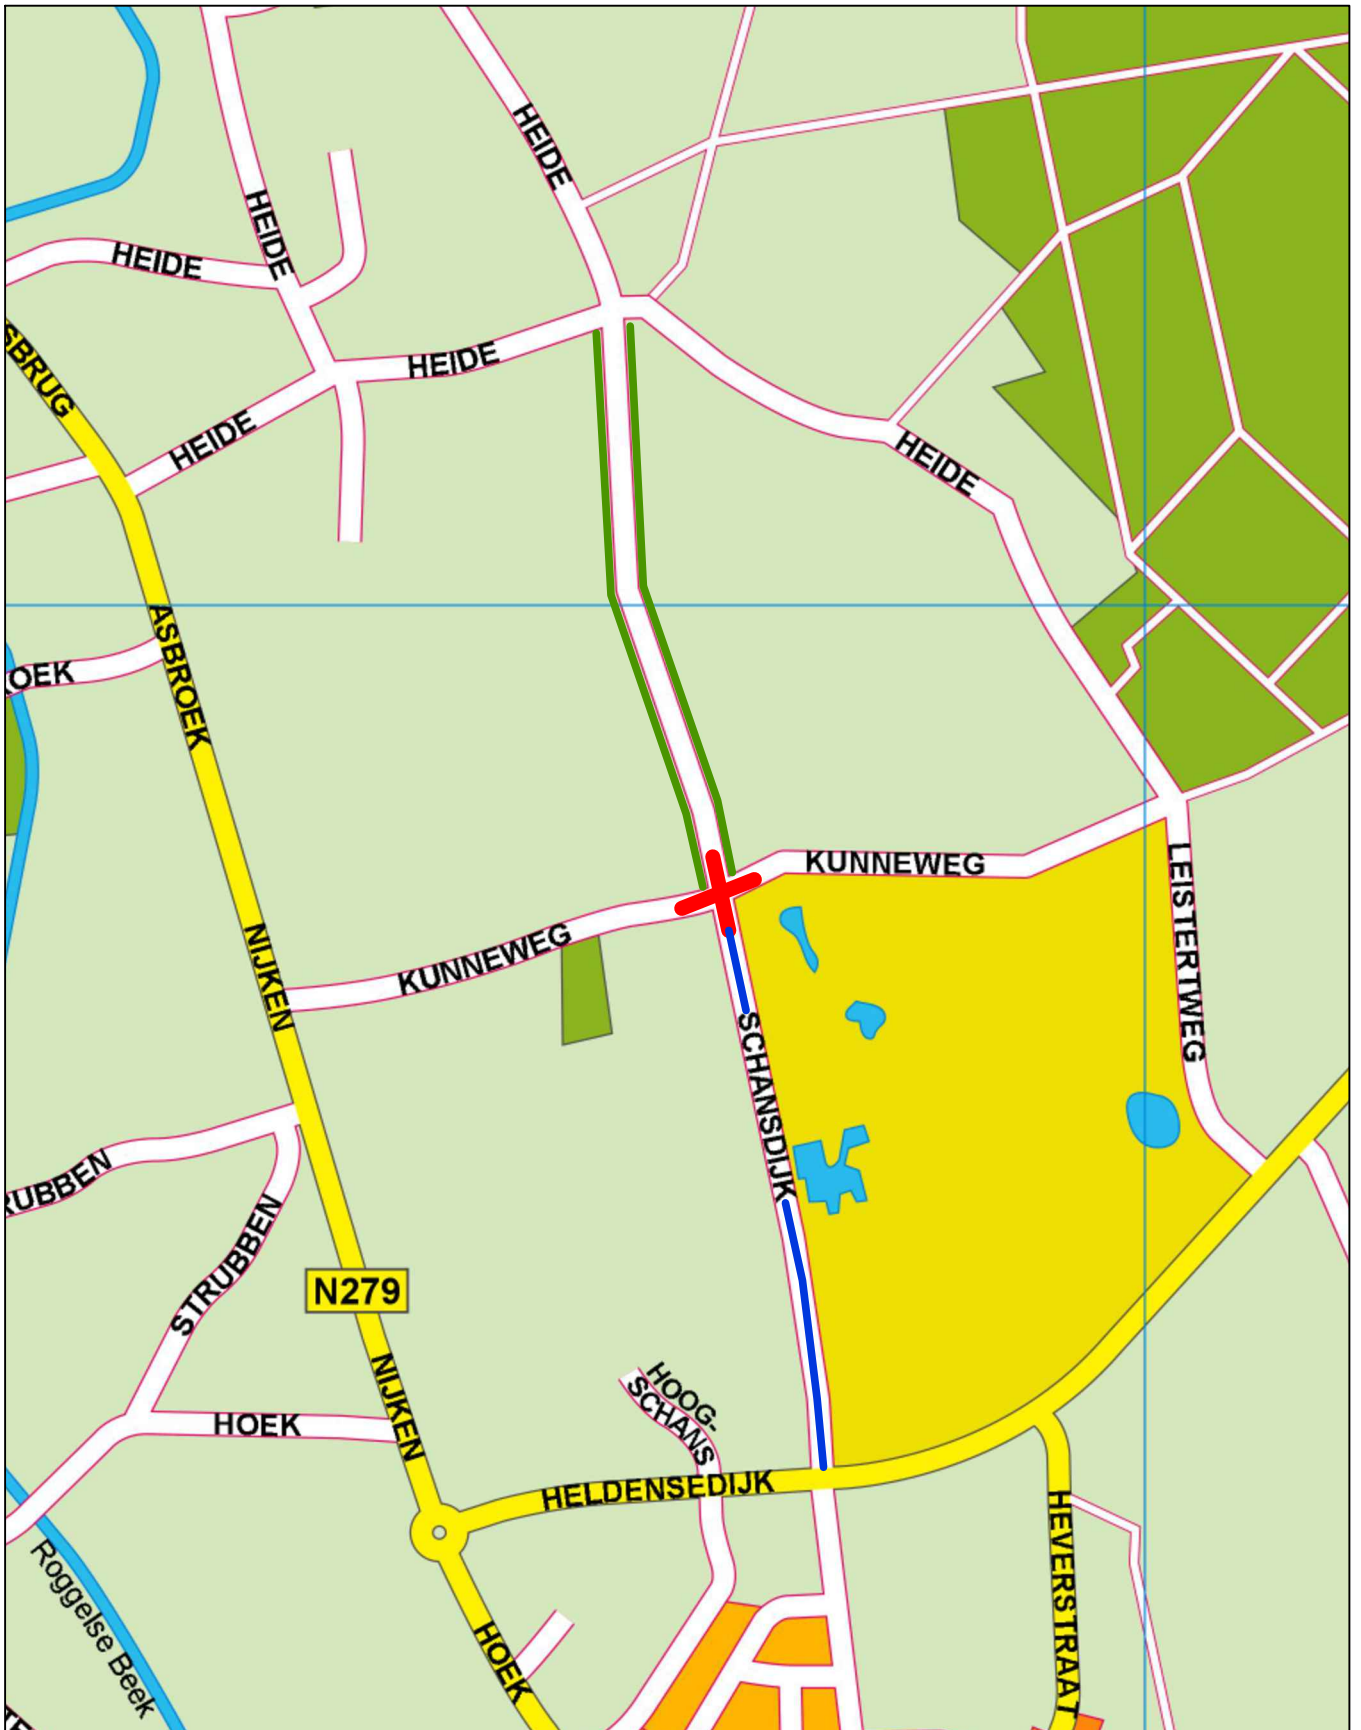 HEIDE
HEIDE
HEIDE
HEIDE
HEIDE
HEIDE
SBRUG
ASBROEK
OEK
KUNNEWEG
KUNNEWEG
LEISTERTWEG
NIJKEN
SCHANSDIJK
RUBBEN
STRUBBEN
N279
NIJKEN
HOOG-
SCHANS
HOEK
HELDENSEDIJK
HEVERSTRAAT
Roggelse Beek
HOEK